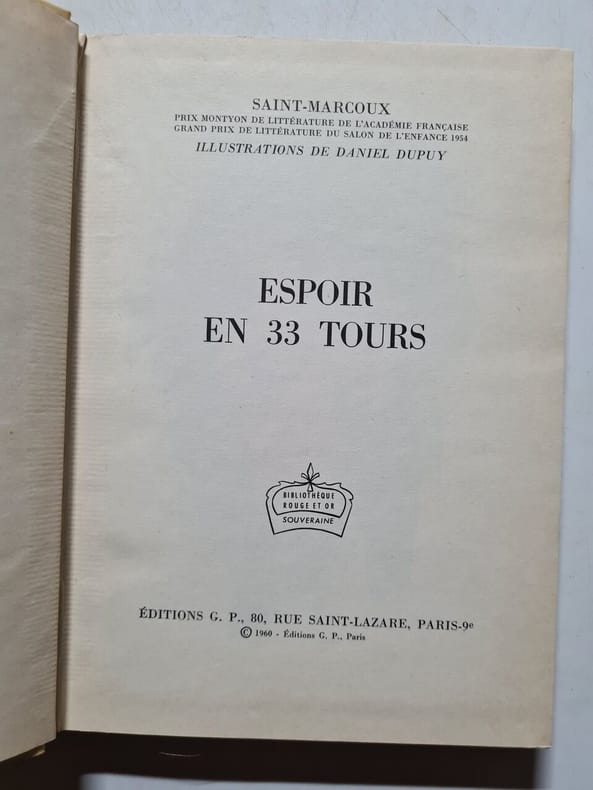 SAINT-MARCOUX
PRIX MONTYON DE LITTÉRATURE DE L'ACADÉMIE FRANÇAISE
GRAND PRIX DE LITTÉRATURE DU SALON DE L'ENFANCE 1954
ILLUSTRATIONS DE DANIEL DUPUY
ESPOIR
EN 33 TOURS
BIBLIOTHÈQUE
ROUGE ET OR
SOUVERAINE
ÉDITIONS G. P., 80, RUE SAINT-LAZARE, PARIS-9e
© 1960 - Éditions G. P., Paris